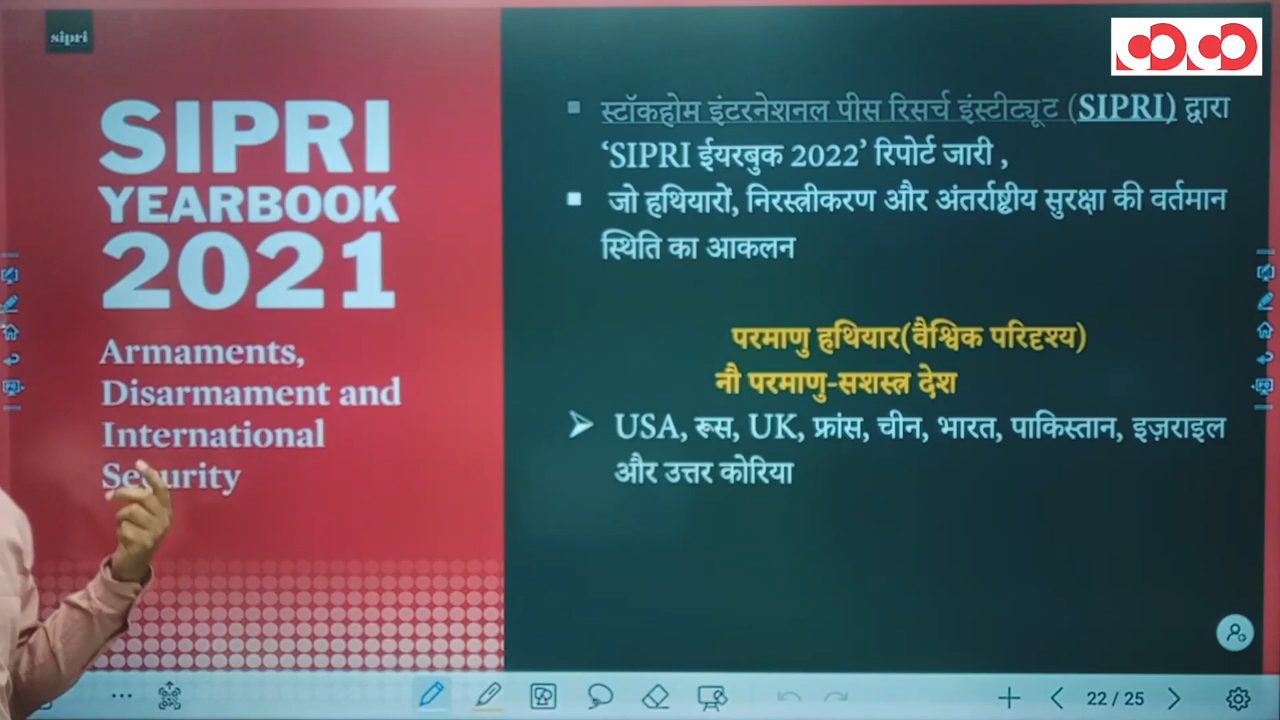 sipri
SIPRI
YEARBOOK
2021
Armaments,
Disarmament and
International
Security
स्टॉकहोम इंटरनेशनल पीस रिसर्च इंस्टीट्यूट (SIPRI) द्वारा
‘SIPRI ईयरबुक 2022’ रिपोर्ट जारी ,
जो हथियारों, निरस्त्रीकरण और अंतर्राष्ट्रीय सुरक्षा की वर्तमान
स्थिति का आकलन
परमाणु हथियार(वैश्विक परिदृश्य)
नौ परमाणु-सशस्त्र देश
USA, रूस, UK, फ्रांस, चीन, भारत, पाकिस्तान, इज़राइल
और उत्तर कोरिया
22 / 25